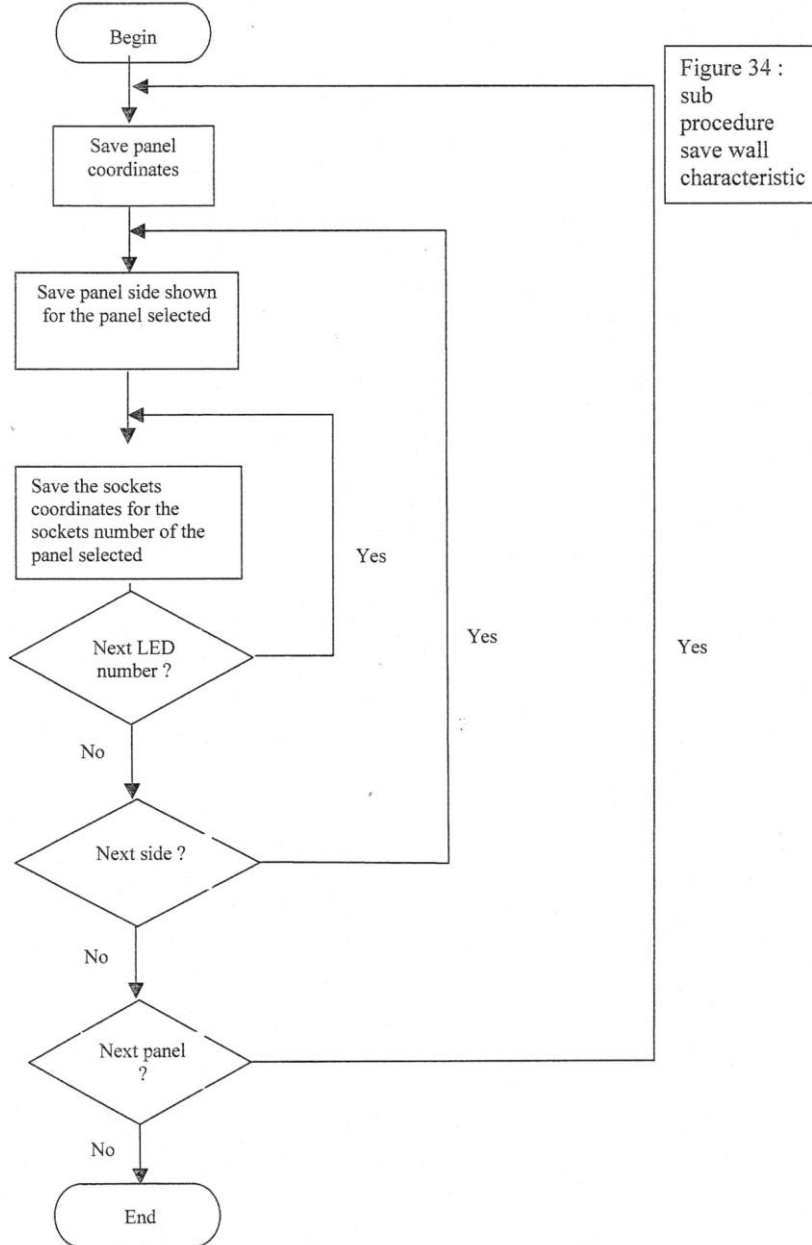 Begin
Figure 34 :
sub
procedure
save wall
characteristic
Save panel
coordinates
Save panel side shown
for the panel selected
Save the sockets
coordinates for the
sockets number of the
panel selected
Yes
Yes
Yes
Next LED
number ?
No
Next side ?
No
Next panel
?
No
End